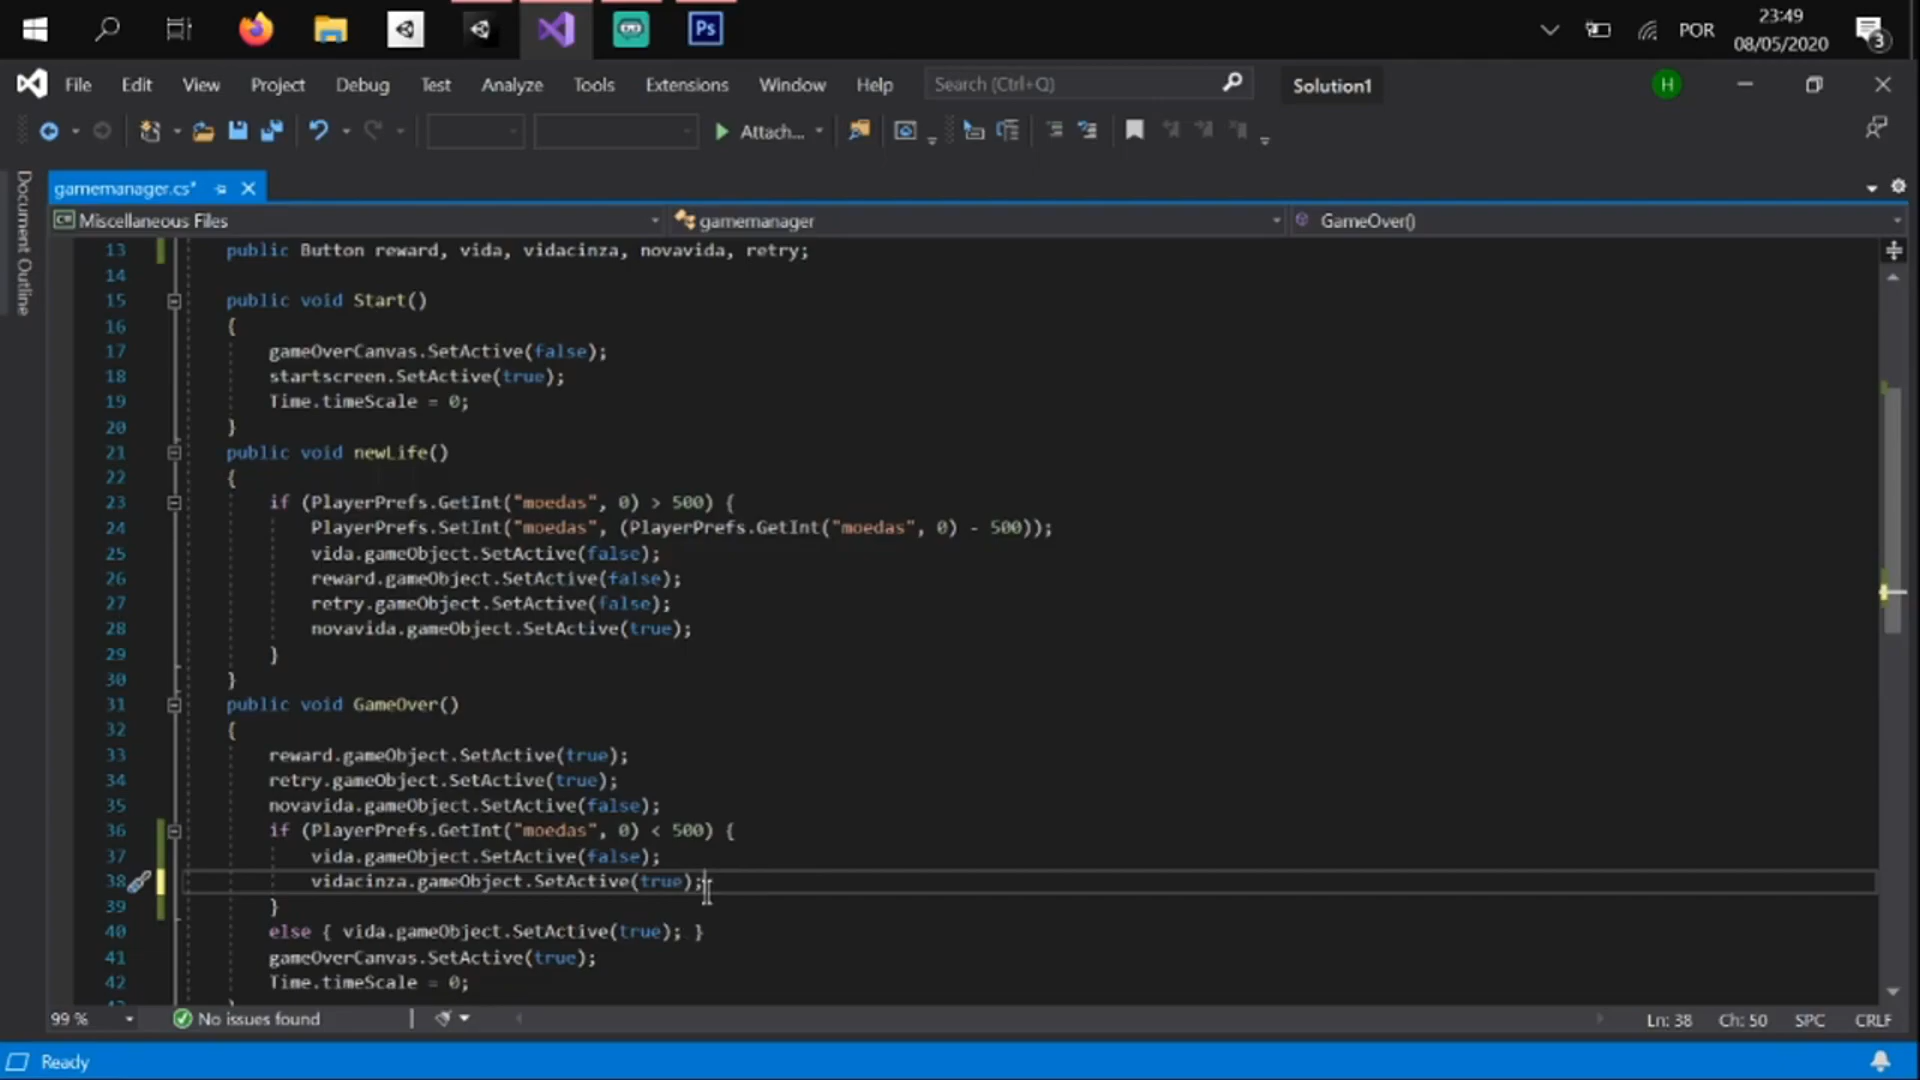 Ps
POR
23:49
08/05/2020
3
File Edit View Project Debug Test Analyze Tools Extensions Window Help Search (Ctrl+Q) Solution1 H
Attach...
Document Outline
gamemanager.cs*
Miscellaneous Files gamemanager GameOver()
13 public Button reward, vida, vidacinza, novavida, retry;
14
15 public void Start()
16 {
17 gameOverCanvas.SetActive(false);
18 startscreen.SetActive(true);
19 Time.timeScale = 0;
20 }
21 public void newLife()
22 {
23 if (PlayerPrefs.GetInt("moedas", 0) > 500) {
24 PlayerPrefs.SetInt("moedas", (PlayerPrefs.GetInt("moedas", 0) - 500));
25 vida.gameObject.SetActive(false);
26 reward.gameObject.SetActive(false);
27 retry.gameObject.SetActive(false);
28 novavida.gameObject.SetActive(true);
29 }
30 }
31 public void GameOver()
32 {
33 reward.gameObject.SetActive(true);
34 retry.gameObject.SetActive(true);
35 novavida.gameObject.SetActive(false);
36 if (PlayerPrefs.GetInt("moedas", 0) < 500) {
37 vida.gameObject.SetActive(false);
38 vidacinza.gameObject.SetActive(true);
39 }
40 else { vida.gameObject.SetActive(true); }
41 gameOverCanvas.SetActive(true);
42 Time.timeScale = 0;
99 % No issues found Ln: 38 Ch: 50 SPC CRLF
Ready